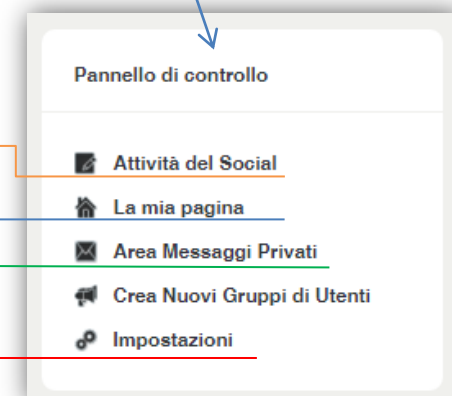 Pannello di controllo
Attività del Social
La mia pagina
Area Messaggi Privati
Crea Nuovi Gruppi di Utenti
Impostazioni